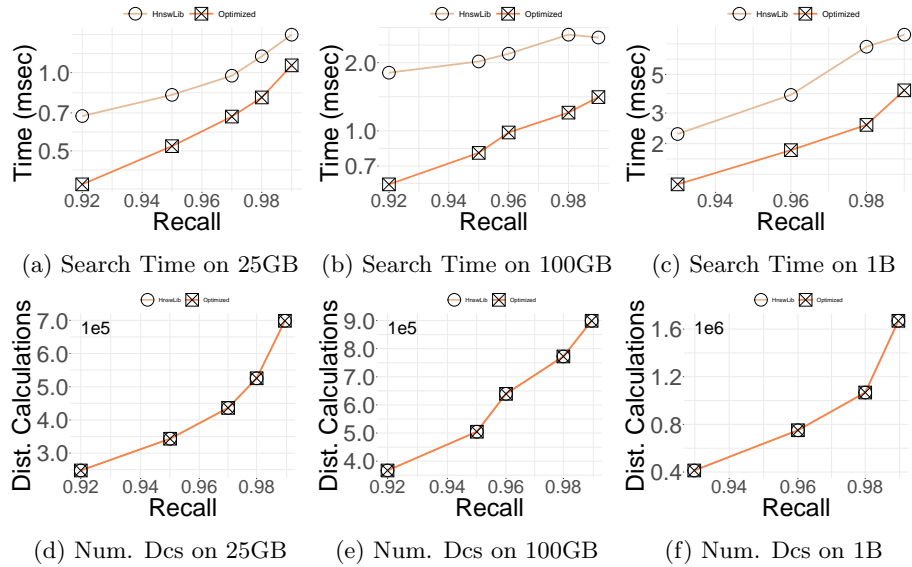 HnswLib Optimized
Time (msec)
1.0
0.7
0.5
0.92 0.94 0.96 0.98
Recall
(a) Search Time on 25GB
HnswLib Optimized
Time (msec)
2.0
1.0
0.7
0.92 0.94 0.96 0.98
Recall
(b) Search Time on 100GB
HnswLib Optimized
Time (msec)
5
3
2
0.94 0.96 0.98
Recall
(c) Search Time on 1B
HnswLib Optimized
Dist. Calculations
1e5
7.0
6.0
5.0
4.0
3.0
0.92 0.94 0.96 0.98
Recall
(d) Num. Dcs on 25GB
HnswLib Optimized
Dist. Calculations
1e5
9.0
8.0
7.0
6.0
5.0
4.0
0.92 0.94 0.96 0.98
Recall
(e) Num. Dcs on 100GB
HnswLib Optimized
Dist. Calculations
1e6
1.6
1.2
0.8
0.4
0.94 0.96 0.98
Recall
(f) Num. Dcs on 1B